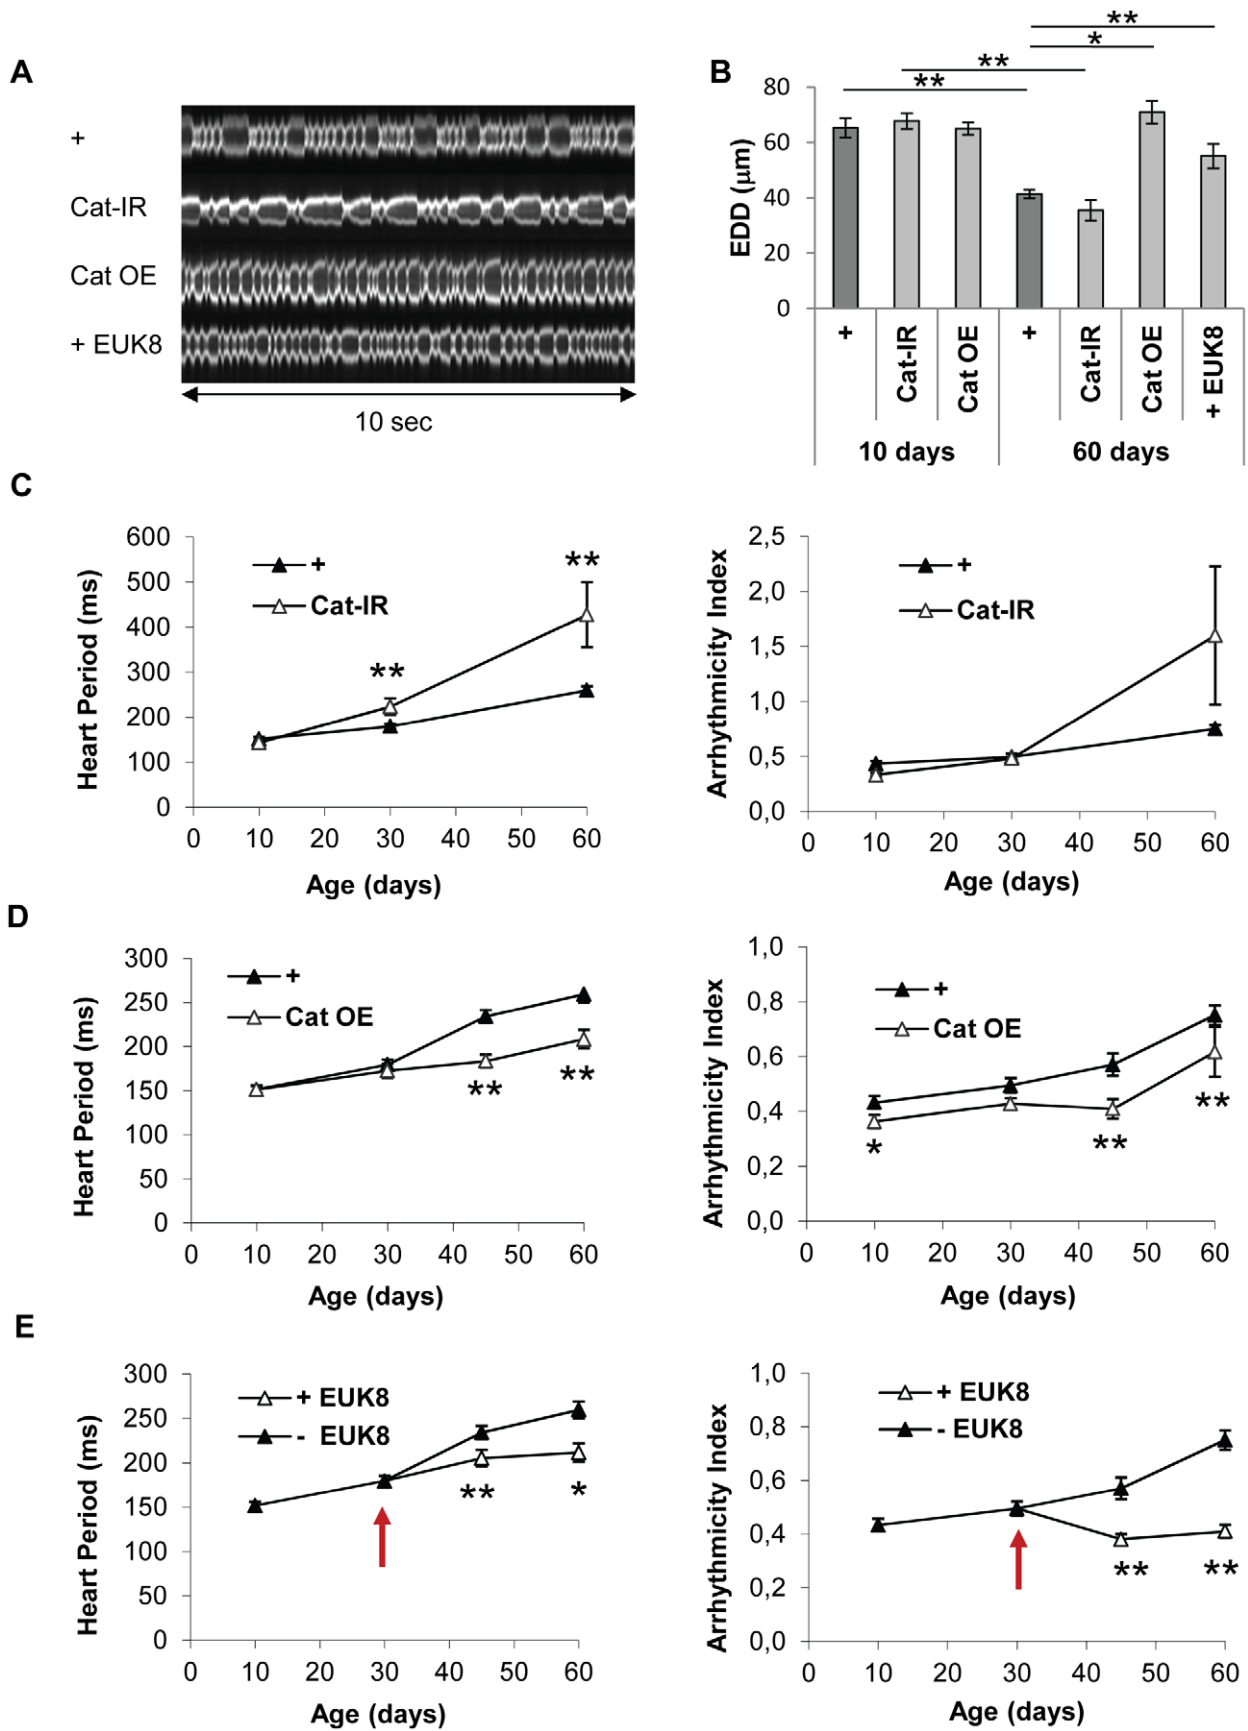 A
+
Cat-IR
Cat OE
+ EUK8
10 sec
B
**
*
**
**
EDD (µm)
80
60
40
20
0
+
Cat-IR
Cat OE
+
Cat-IR
Cat OE
+ EUK8
10 days
60 days
C
Heart Period (ms)
600
500
400
300
200
100
0
+
Cat-IR
**
**
0 10 20 30 40 50 60
Age (days)
Arrhythmicity Index
2,5
2,0
1,5
1,0
0,5
0,0
+
Cat-IR
0 10 20 30 40 50 60
Age (days)
D
Heart Period (ms)
300
250
200
150
100
50
0
+
Cat OE
**
**
0 10 20 30 40 50 60
Age (days)
Arrhythmicity Index
1,0
0,8
0,6
0,4
0,2
0,0
+
Cat OE
*
**
**
0 10 20 30 40 50 60
Age (days)
E
Heart Period (ms)
300
250
200
150
100
50
0
+ EUK8
- EUK8
**
*
0 10 20 30 40 50 60
Age (days)
Arrhythmicity Index
1,0
0,8
0,6
0,4
0,2
0,0
+ EUK8
- EUK8
**
**
0 10 20 30 40 50 60
Age (days)